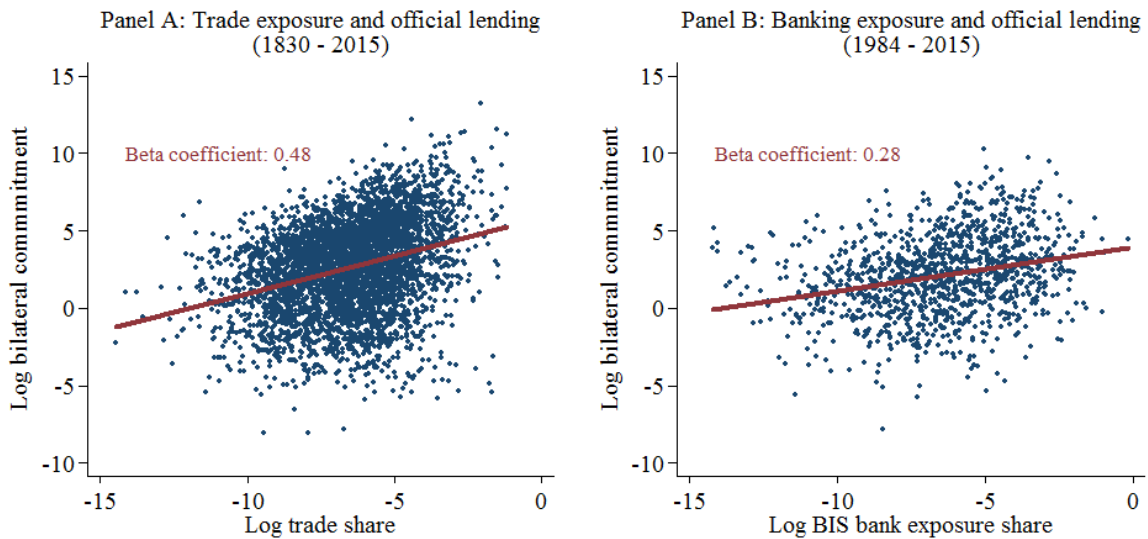 Panel A: Trade exposure and official lending
(1830 - 2015)
15
10
5
0
-5
-10
Log bilateral commitment
Beta coefficient: 0.48
-15
-10
-5
0
Log trade share
Panel B: Banking exposure and official lending
(1984 - 2015)
15
10
5
0
-5
-10
Log bilateral commitment
Beta coefficient: 0.28
-15
-10
-5
0
Log BIS bank exposure share